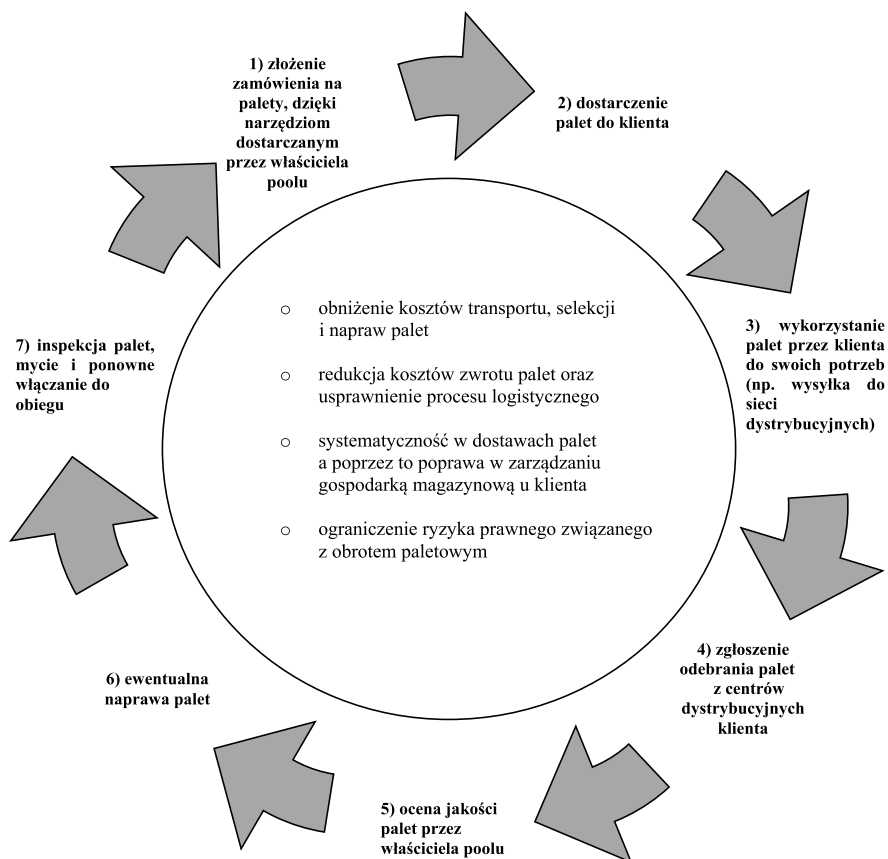 1) złożenie
zamówienia na
palety, dzięki
narzędziom
dostarczanym
przez właściciela
poolu
2) dostarczenie
palet do klienta
3) wykorzystanie
palet przez klienta
do swoich potrzeb
(np. wysyłka do
sieci
dystrybucyjnych)
4) zgłoszenie
odebrania palet
z centrów
dystrybucyjnych
klienta
5) ocena jakości
palet przez
właściciela poolu
6) ewentualna
naprawa palet
7) inspekcja palet,
mycie i ponowne
włączanie do
obiegu
o obniżenie kosztów transportu, selekcji
i napraw palet
o redukcja kosztów zwrotu palet oraz
usprawnienie procesu logistycznego
o systematyczność w dostawach palet
a poprzez to poprawa w zarządzaniu
gospodarką magazynową u klienta
o ograniczenie ryzyka prawnego związanego
z obrotem paletowym